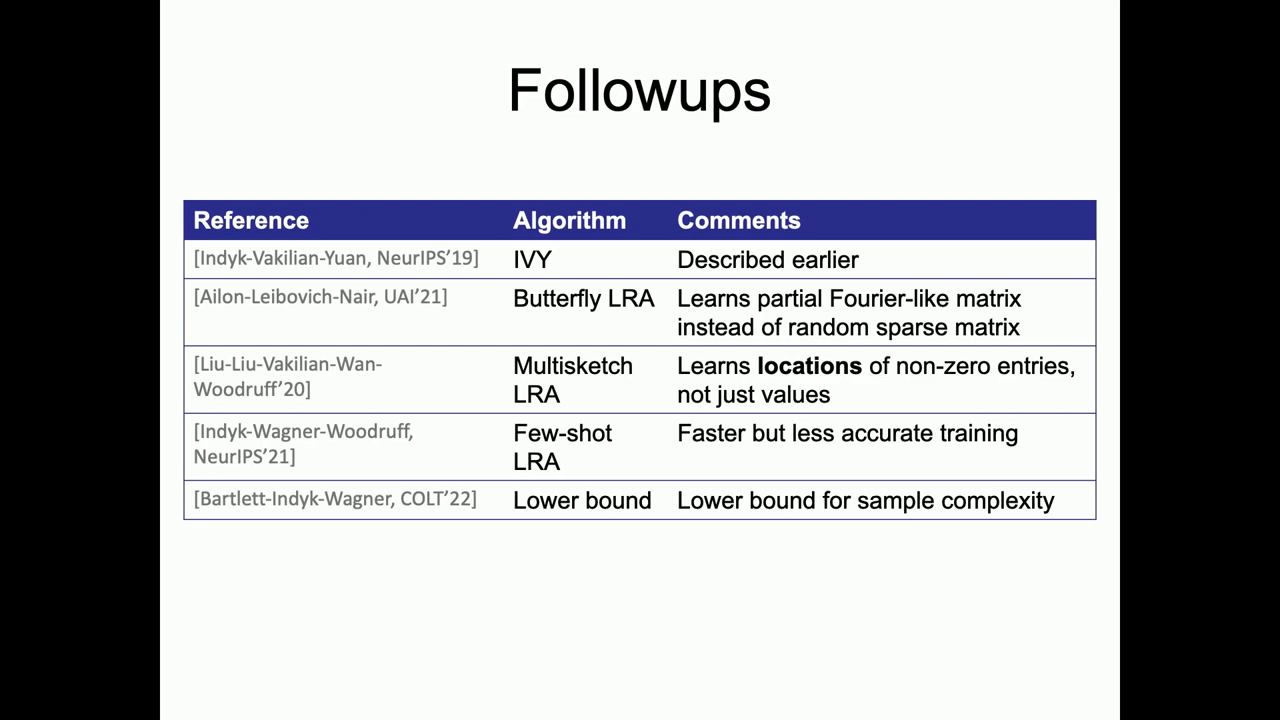 Followups
Reference Algorithm Comments
[Indyk-Vakilian-Yuan, NeurIPS’19] IVY Described earlier
[Ailon-Leibovich-Nair, UAI’21] Butterfly LRA Learns partial Fourier-like matrix
instead of random sparse matrix
[Liu-Liu-Vakilian-Wan- Multisketch Learns locations of non-zero entries,
Woodruff’20] LRA not just values
[Indyk-Wagner-Woodruff, Few-shot Faster but less accurate training
NeurIPS’21] LRA
[Bartlett-Indyk-Wagner, COLT’22] Lower bound Lower bound for sample complexity